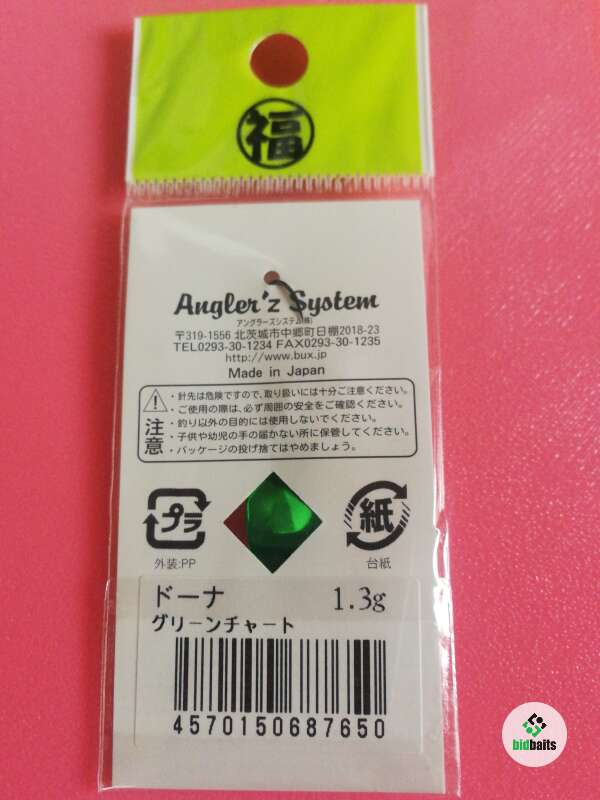 福
Angler'z System
アングラーズシステム(株)
〒319-1556 北茨城市中郷町日棚2018-23
TEL0293-30-1234 FAX0293-30-1235
http://www.bux.jp
Made in Japan
注意
・針先は危険ですので、取り扱いには十分ご注意ください。
・ご使用の際は、必ず周囲の安全をご確認ください。
・釣り以外の目的には使用しないでください。
・子供や幼児の手の届かない所に保管してください。
・パッケージの投げ捨てはやめましょう。
プラ
紙
外装:PP
台紙
ドーナ 1.3g
グリーンチャート
4570150687650
bidbaits